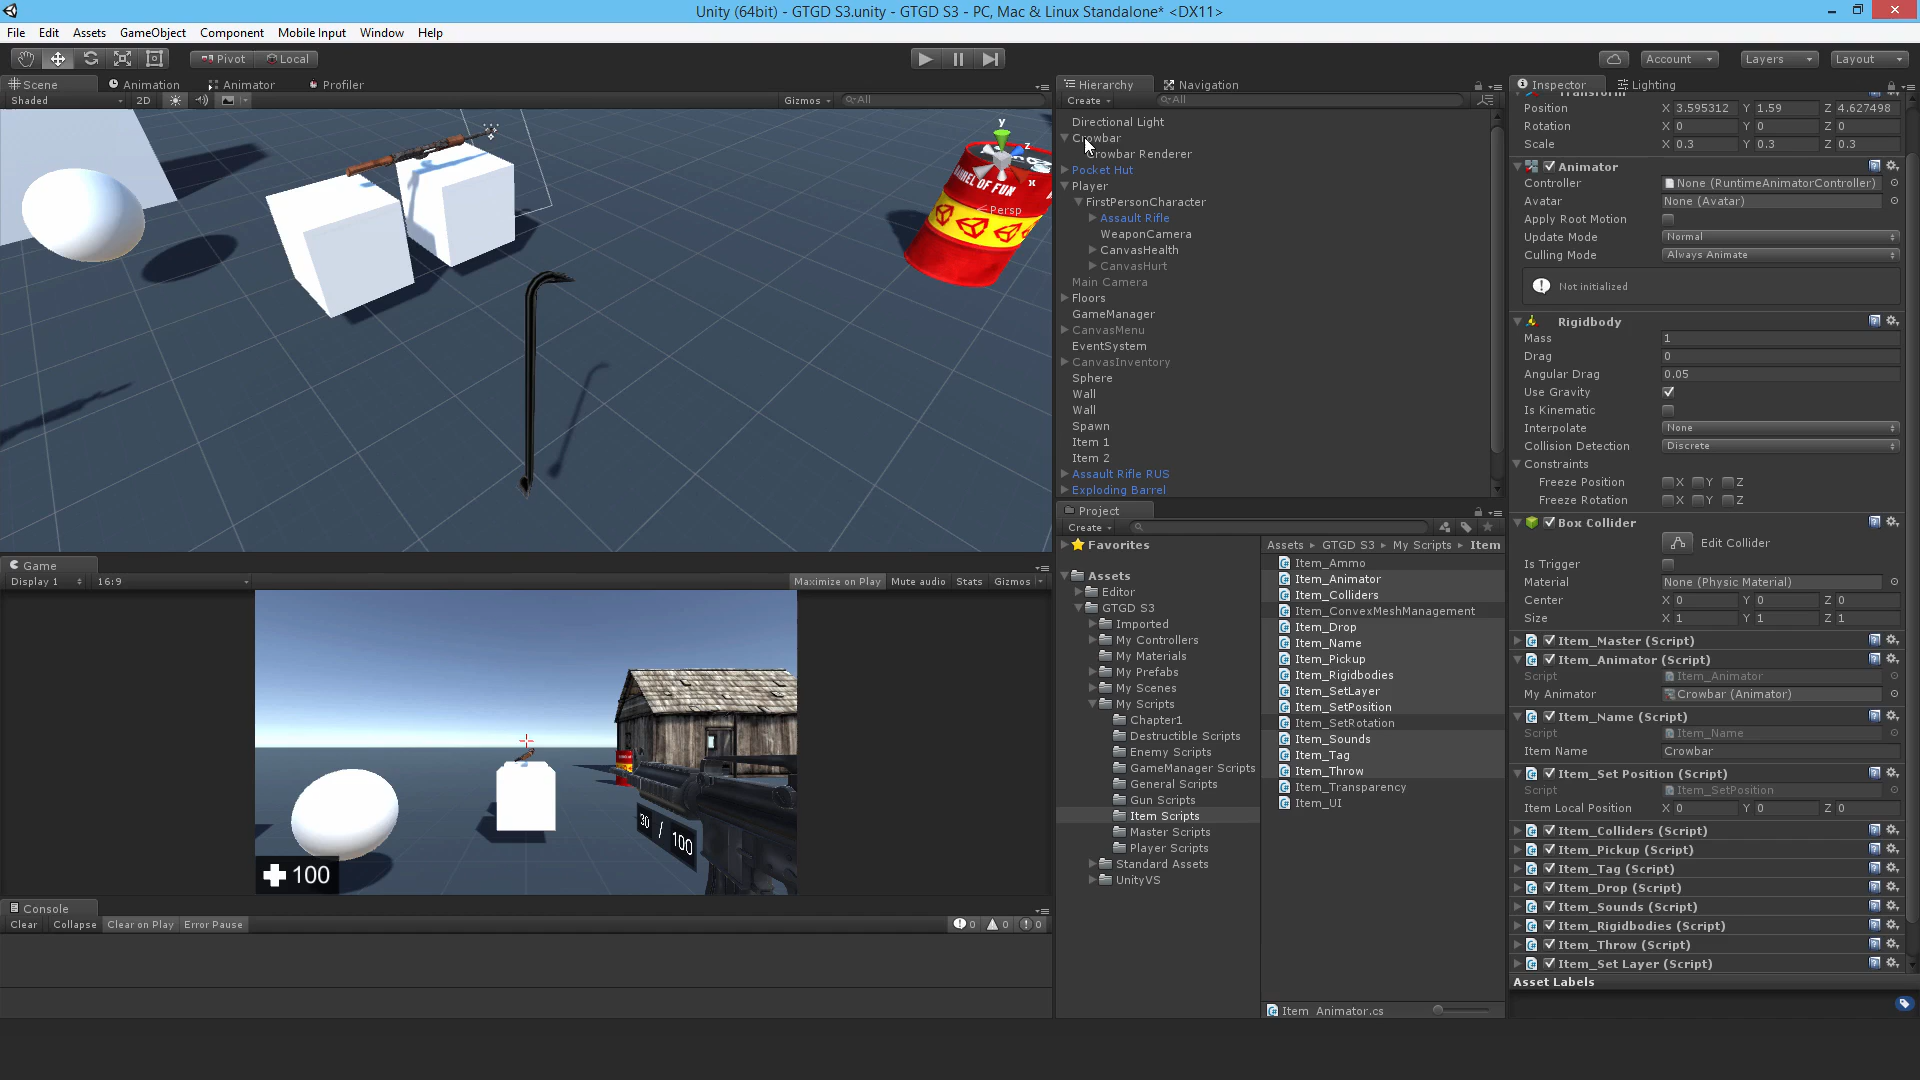 Unity (64bit) - GTGD S3.unity - GTGD S3 - PC, Mac & Linux Standalone* <DX11>
File Edit Assets GameObject Component Mobile Input Window Help
Pivot Local Account Layers Layout
Scene Animation Animator Profiler
Shaded 2D Gizmos All
y
z
x
Persp
BARREL OF FUN
Game
Display 1 16:9 Maximize on Play Mute audio Stats Gizmos
30 / 100
100
Console
Clear Collapse Clear on Play Error Pause 0 0 0
Hierarchy Navigation
Create All
Directional Light
Crowbar
Crowbar Renderer
Pocket Hut
Player
FirstPersonCharacter
Assault Rifle
WeaponCamera
CanvasHealth
CanvasHurt
Main Camera
Floors
GameManager
CanvasMenu
EventSystem
CanvasInventory
Sphere
Wall
Wall
Spawn
Item 1
Item 2
Assault Rifle RUS
Exploding Barrel
Project
Create
Favorites
Assets
Editor
GTGD S3
Imported
My Controllers
My Materials
My Prefabs
My Scenes
My Scripts
Chapter1
Destructible Scripts
Enemy Scripts
GameManager Scripts
General Scripts
Gun Scripts
Item Scripts
Master Scripts
Player Scripts
Standard Assets
UnityVS
Assets GTGD S3 My Scripts Item
Item_Ammo
Item_Animator
Item_Colliders
Item_ConvexMeshManagement
Item_Drop
Item_Name
Item_Pickup
Item_Rigidbodies
Item_SetLayer
Item_SetPosition
Item_SetRotation
Item_Sounds
Item_Tag
Item_Throw
Item_Transparency
Item_UI
Item_Animator.cs
Inspector Lighting
Transform
Position X 3.595312 Y 1.59 Z 4.627498
Rotation X 0 Y 0 Z 0
Scale X 0.3 Y 0.3 Z 0.3
Animator
Controller None (RuntimeAnimatorController)
Avatar None (Avatar)
Apply Root Motion
Update Mode Normal
Culling Mode Always Animate
Not initialized
Rigidbody
Mass 1
Drag 0
Angular Drag 0.05
Use Gravity
Is Kinematic
Interpolate None
Collision Detection Discrete
Constraints
Freeze Position X Y Z
Freeze Rotation X Y Z
Box Collider
Edit Collider
Is Trigger
Material None (Physic Material)
Center X 0 Y 0 Z 0
Size X 1 Y 1 Z 1
Item_Master (Script)
Item_Animator (Script)
Script Item_Animator
My Animator Crowbar (Animator)
Item_Name (Script)
Script Item_Name
Item Name Crowbar
Item_Set Position (Script)
Script Item_SetPosition
Item Local Position X 0 Y 0 Z 0
Item_Colliders (Script)
Item_Pickup (Script)
Item_Tag (Script)
Item_Drop (Script)
Item_Sounds (Script)
Item_Rigidbodies (Script)
Item_Throw (Script)
Item_Set Layer (Script)
Asset Labels